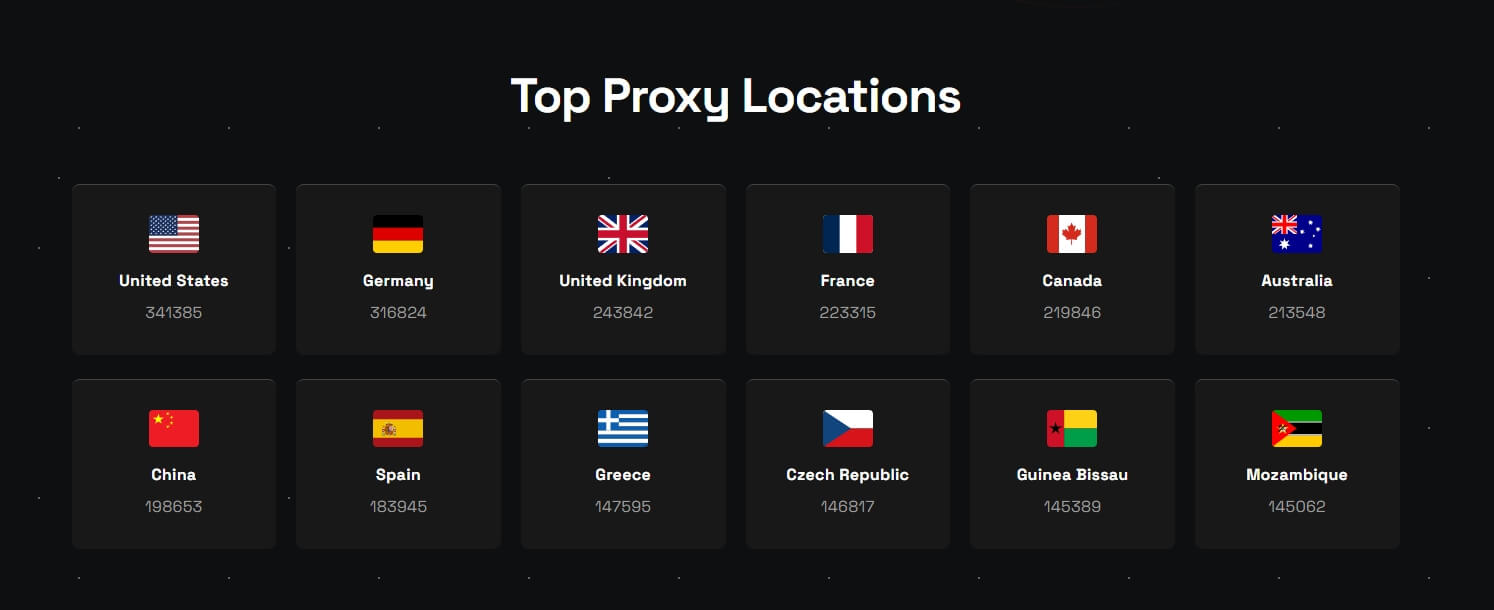 Top Proxy Locations
United States
Germany
United Kingdom
France
Canada
Australia
341385
316824
243842
223315
219846
213548
China
Spain
Greece
Czech Republic
Guinea Bissau
Mozambique
198653
183945
147595
146817
145389
145062